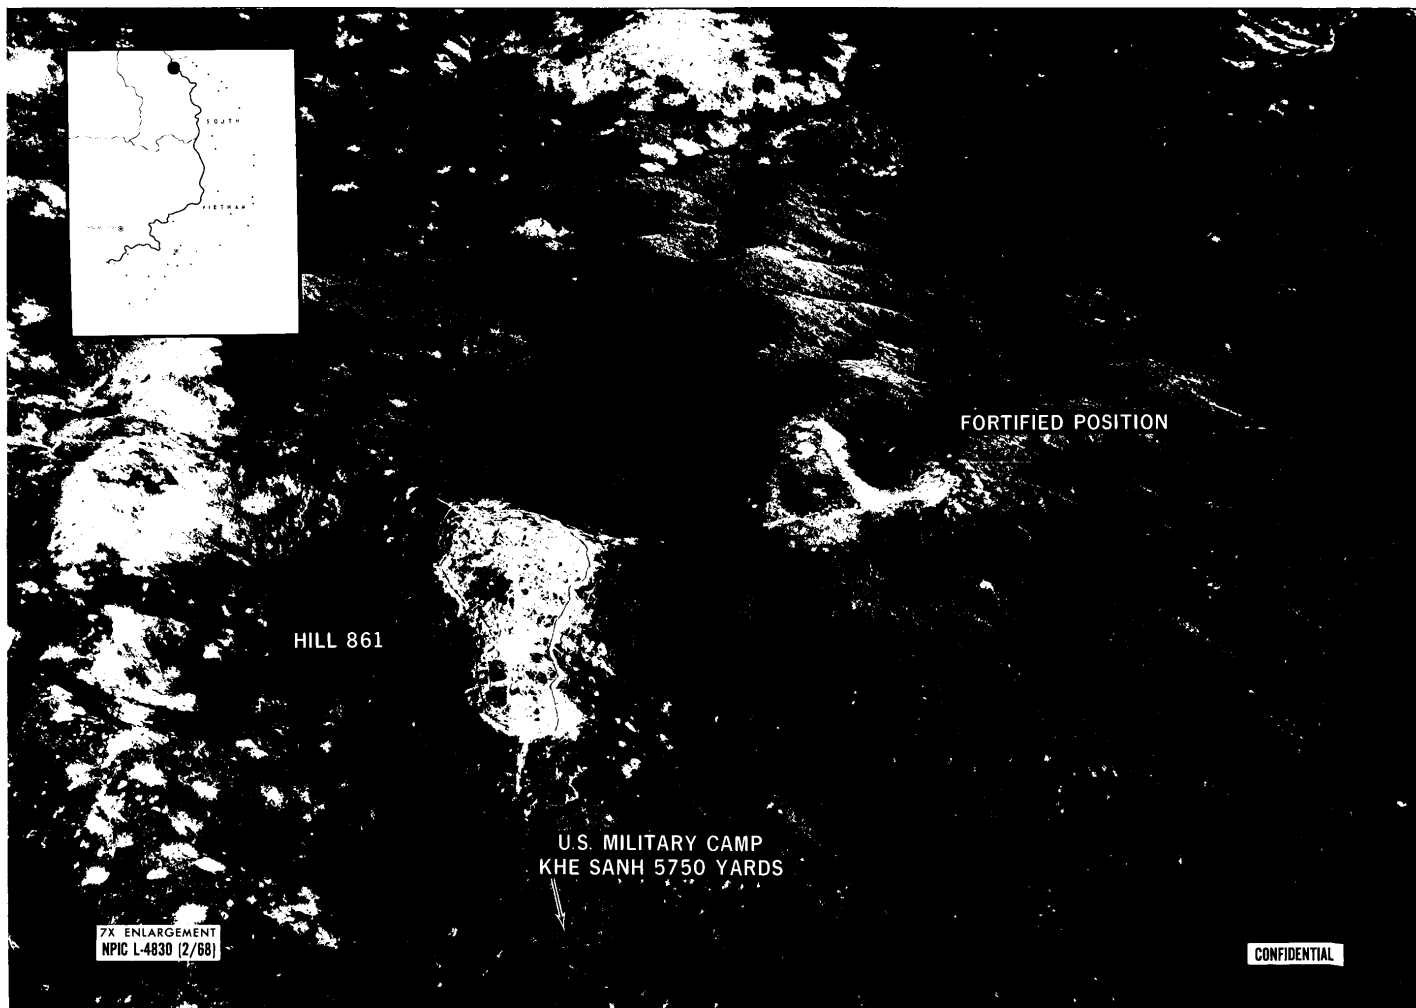 SOUTH
VIETNAM
FORTIFIED POSITION
HILL 861
U.S. MILITARY CAMP
KHE SANH 5750 YARDS
7X ENLARGEMENT
NPIC L-4830 (2/68)
CONFIDENTIAL